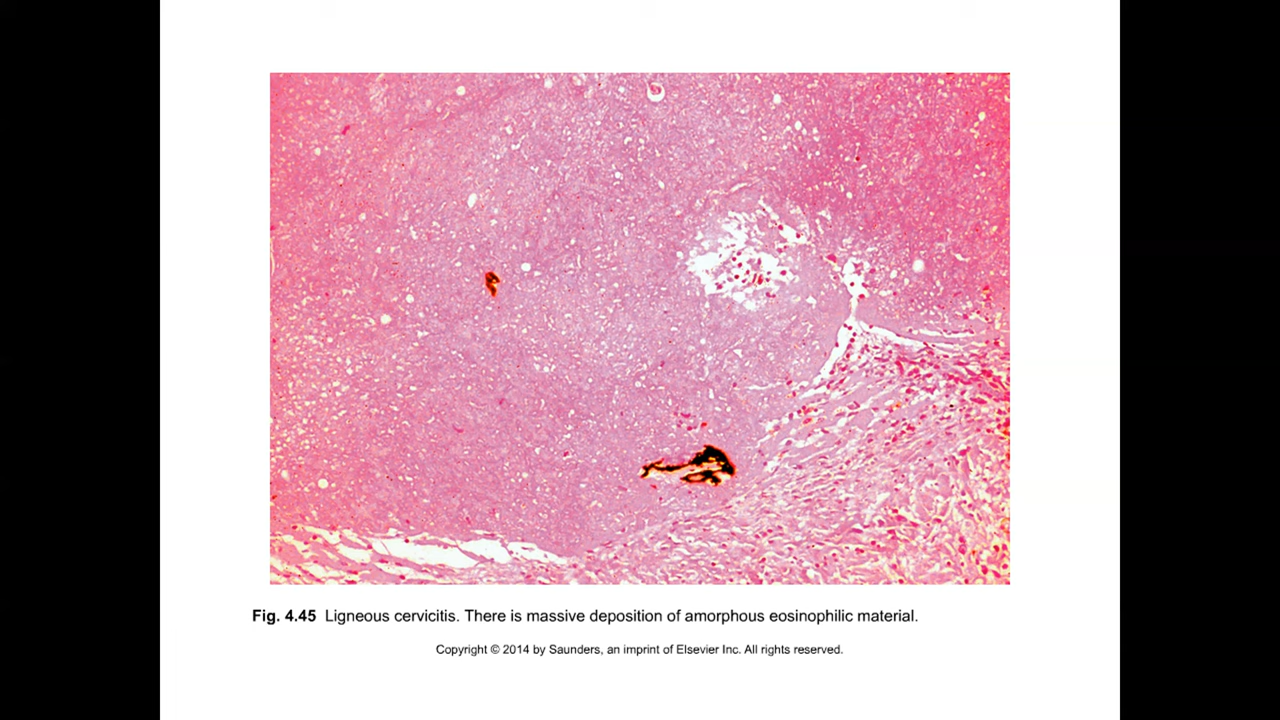 Fig. 4.45 Ligneous cervicitis. There is massive deposition of amorphous eosinophilic material.
Copyright © 2014 by Saunders, an imprint of Elsevier Inc. All rights reserved.